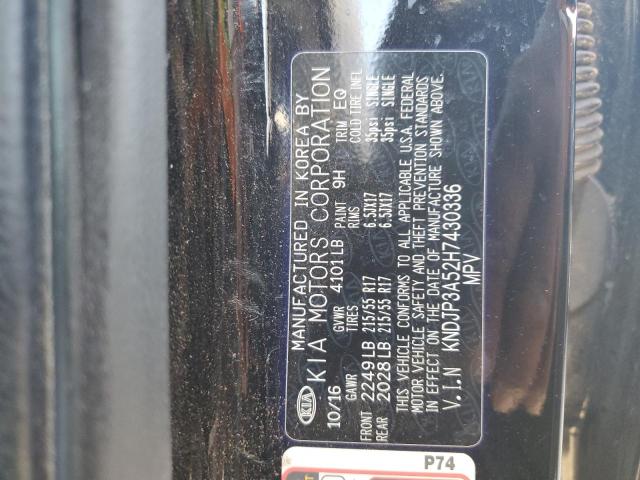 KIA
MANUFACTURED IN KOREA BY
KIA MOTORS CORPORATION
10/16 GVWR 4101LB PAINT 9H TRIM EQ
GAWR TIRES RIMS COLD TIRE INFL
FRONT 2249LB 215/55 R17 6.5JX17 35psi SINGLE
REAR 2028LB 215/55 R17 6.5JX17 35psi SINGLE
THIS VEHICLE CONFORMS TO ALL APPLICABLE U.S.A. FEDERAL
MOTOR VEHICLE SAFETY AND THEFT PREVENTION STANDARDS
IN EFFECT ON THE DATE OF MANUFACTURE SHOWN ABOVE.
V.I.N KNDJP3A52H7430336
MPV
P74